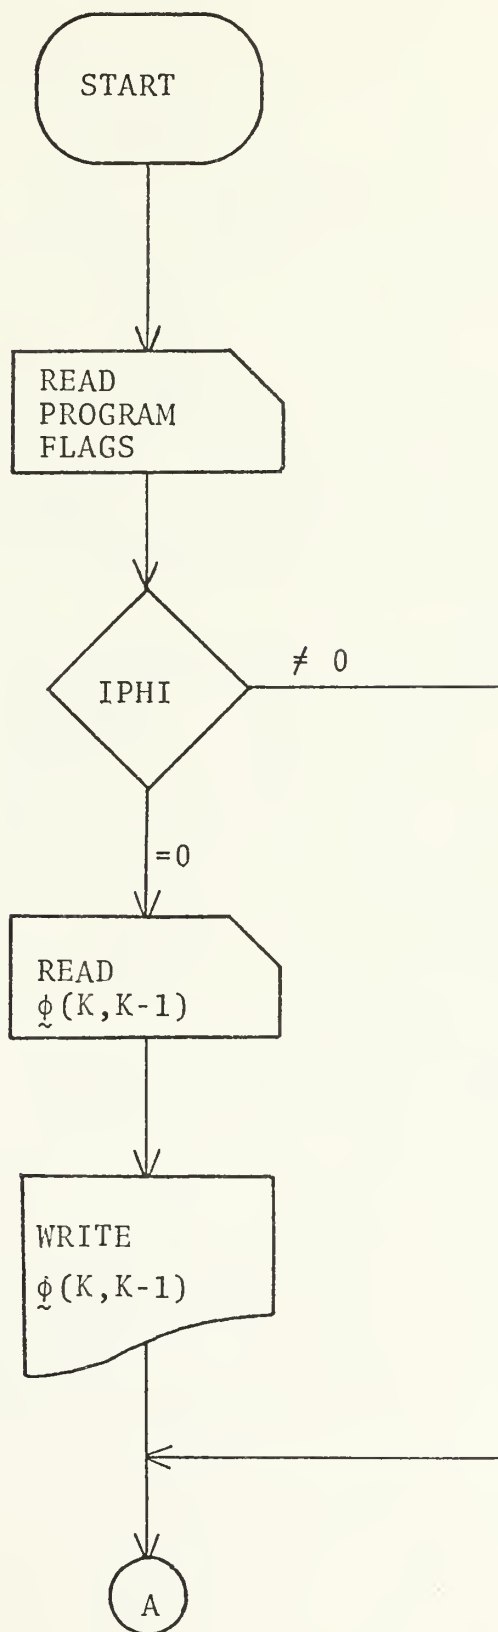 START
READ
PROGRAM
FLAGS
IPHI
≠ 0
=0
READ
ϕ̰(K,K-1)
WRITE
ϕ̰(K,K-1)
A